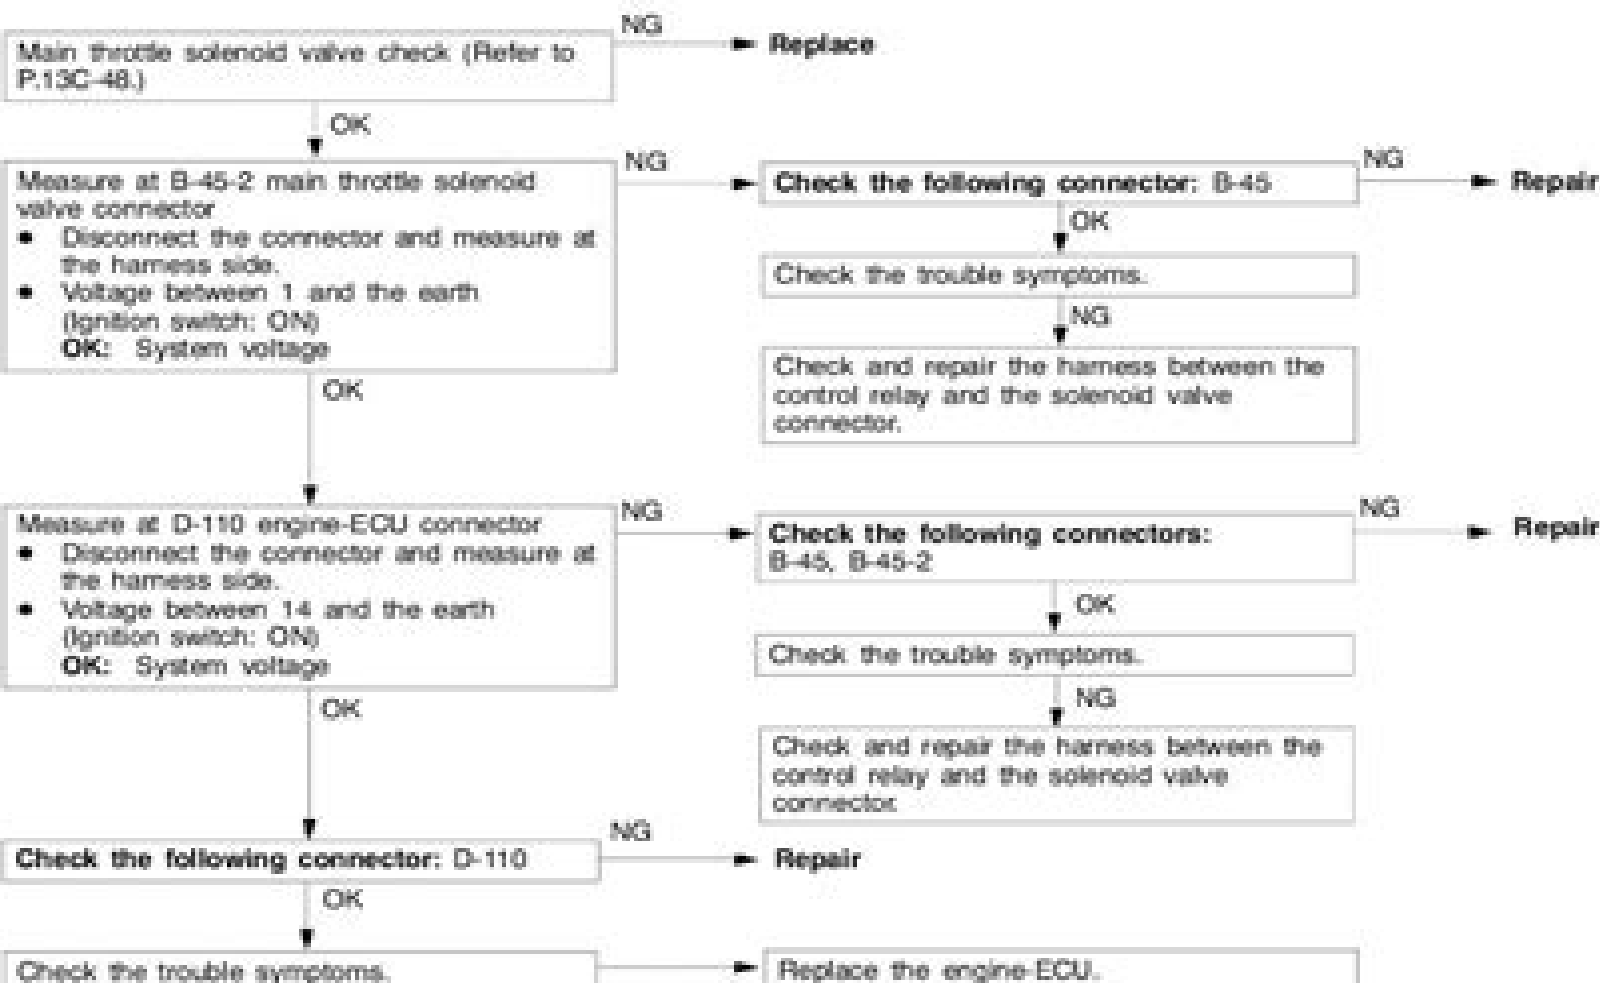 NG
Main throttle solenoid valve check (Refer to
P.13C-48.)
Replace
OK
Measure at B-45-2 main throttle solenoid
valve connector
● Disconnect the connector and measure at
the harness side.
● Voltage between 1 and the earth
(Ignition switch: ON)
OK: System voltage
NG
Check the following connector: B-45
NG
Repair
OK
Check the trouble symptoms.
NG
Check and repair the harness between the
control relay and the solenoid valve
connector.
OK
Measure at D-110 engine-ECU connector
● Disconnect the connector and measure at
the harness side.
● Voltage between 14 and the earth
(Ignition switch: ON)
OK: System voltage
NG
Check the following connectors:
B-45, B-45-2
NG
Repair
OK
Check the trouble symptoms.
NG
Check and repair the harness between the
control relay and the solenoid valve
connector.
OK
Check the following connector: D-110
NG
Repair
OK
Check the trouble symptoms.
Replace the engine-ECU.